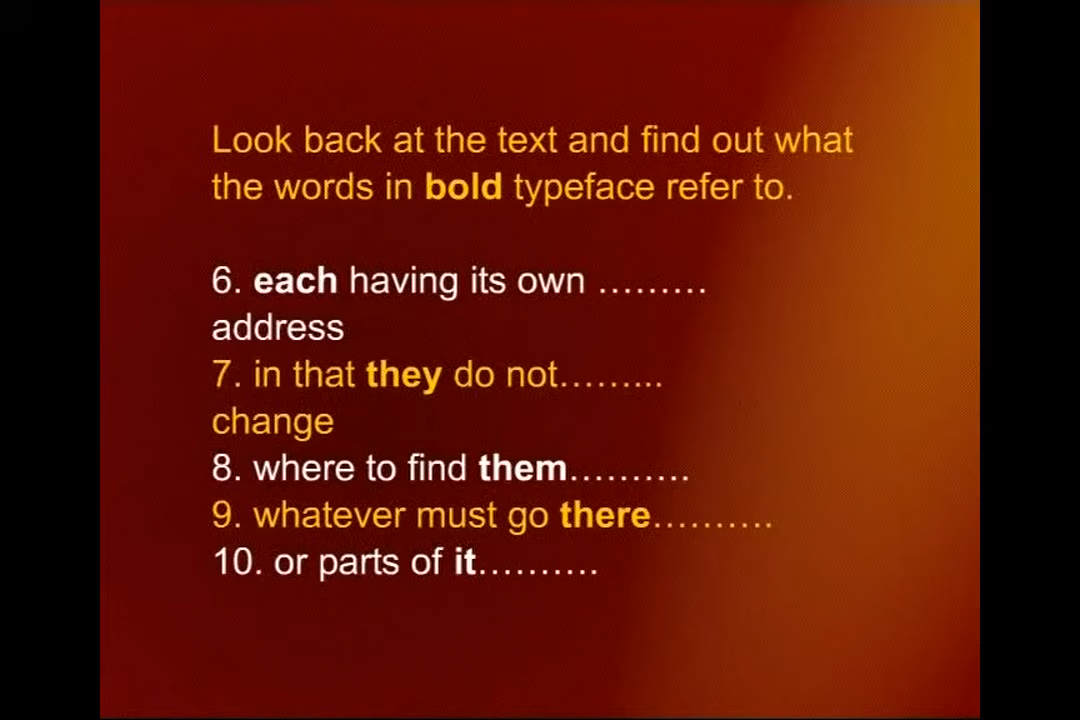 Look back at the text and find out what
the words in bold typeface refer to.
6. each having its own .........
address
7. in that they do not.........
change
8. where to find them..........
9. whatever must go there..........
10. or parts of it..........